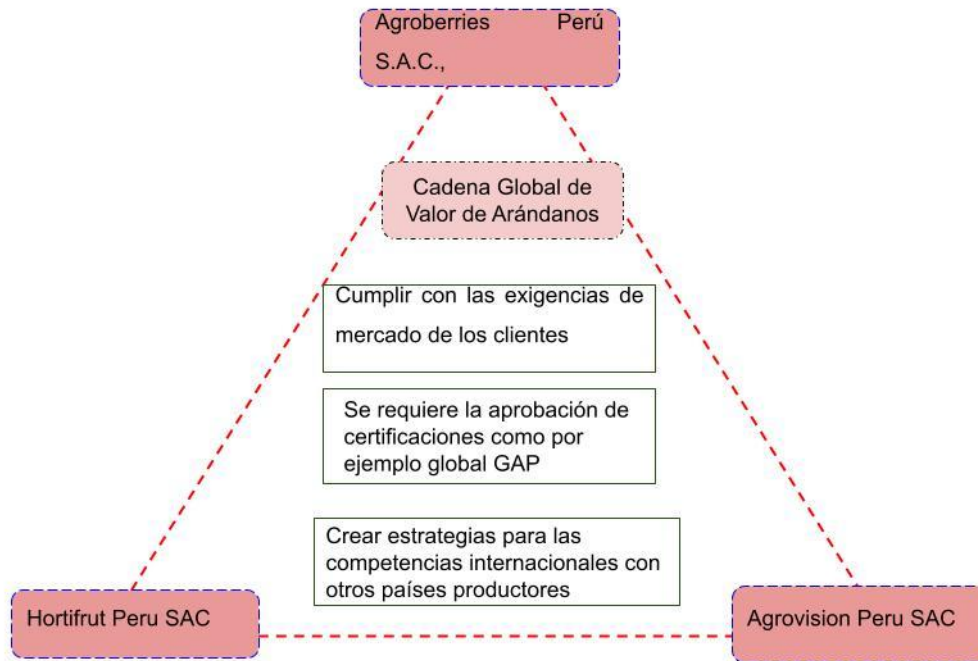 Agroberries Perú
S.A.C.,
Cadena Global de
Valor de Arándanos
Cumplir con las exigencias de
mercado de los clientes
Se requiere la aprobación de
certificaciones como por
ejemplo global GAP
Crear estrategias para las
competencias internacionales con
otros países productores
Hortifrut Peru SAC
Agrovision Peru SAC